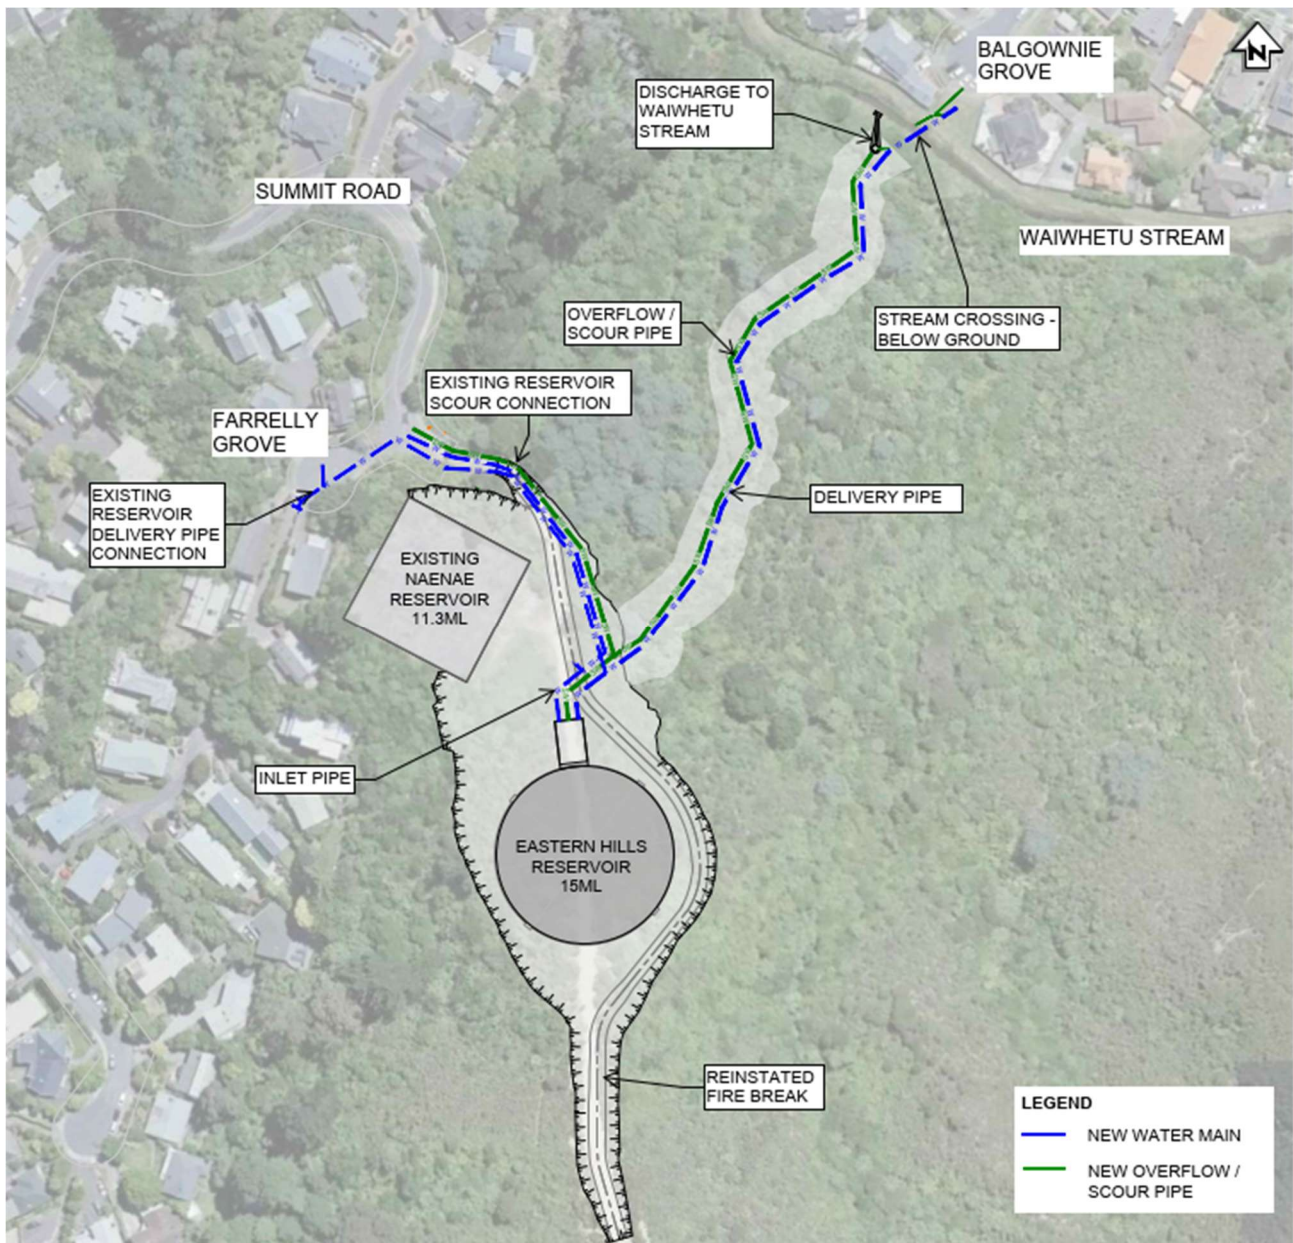 BALGOWNIE
GROVE
N
DISCHARGE TO
WAIWHETU
STREAM
SUMMIT ROAD
WAIWHETU STREAM
OVERFLOW /
SCOUR PIPE
STREAM CROSSING -
BELOW GROUND
EXISTING RESERVOIR
SCOUR CONNECTION
FARRELLY
GROVE
EXISTING
RESERVOIR
DELIVERY PIPE
CONNECTION
DELIVERY PIPE
EXISTING
NAENAE
RESERVOIR
11.3ML
INLET PIPE
EASTERN HILLS
RESERVOIR
15ML
REINSTATED
FIRE BREAK
LEGEND
NEW WATER MAIN
NEW OVERFLOW /
SCOUR PIPE